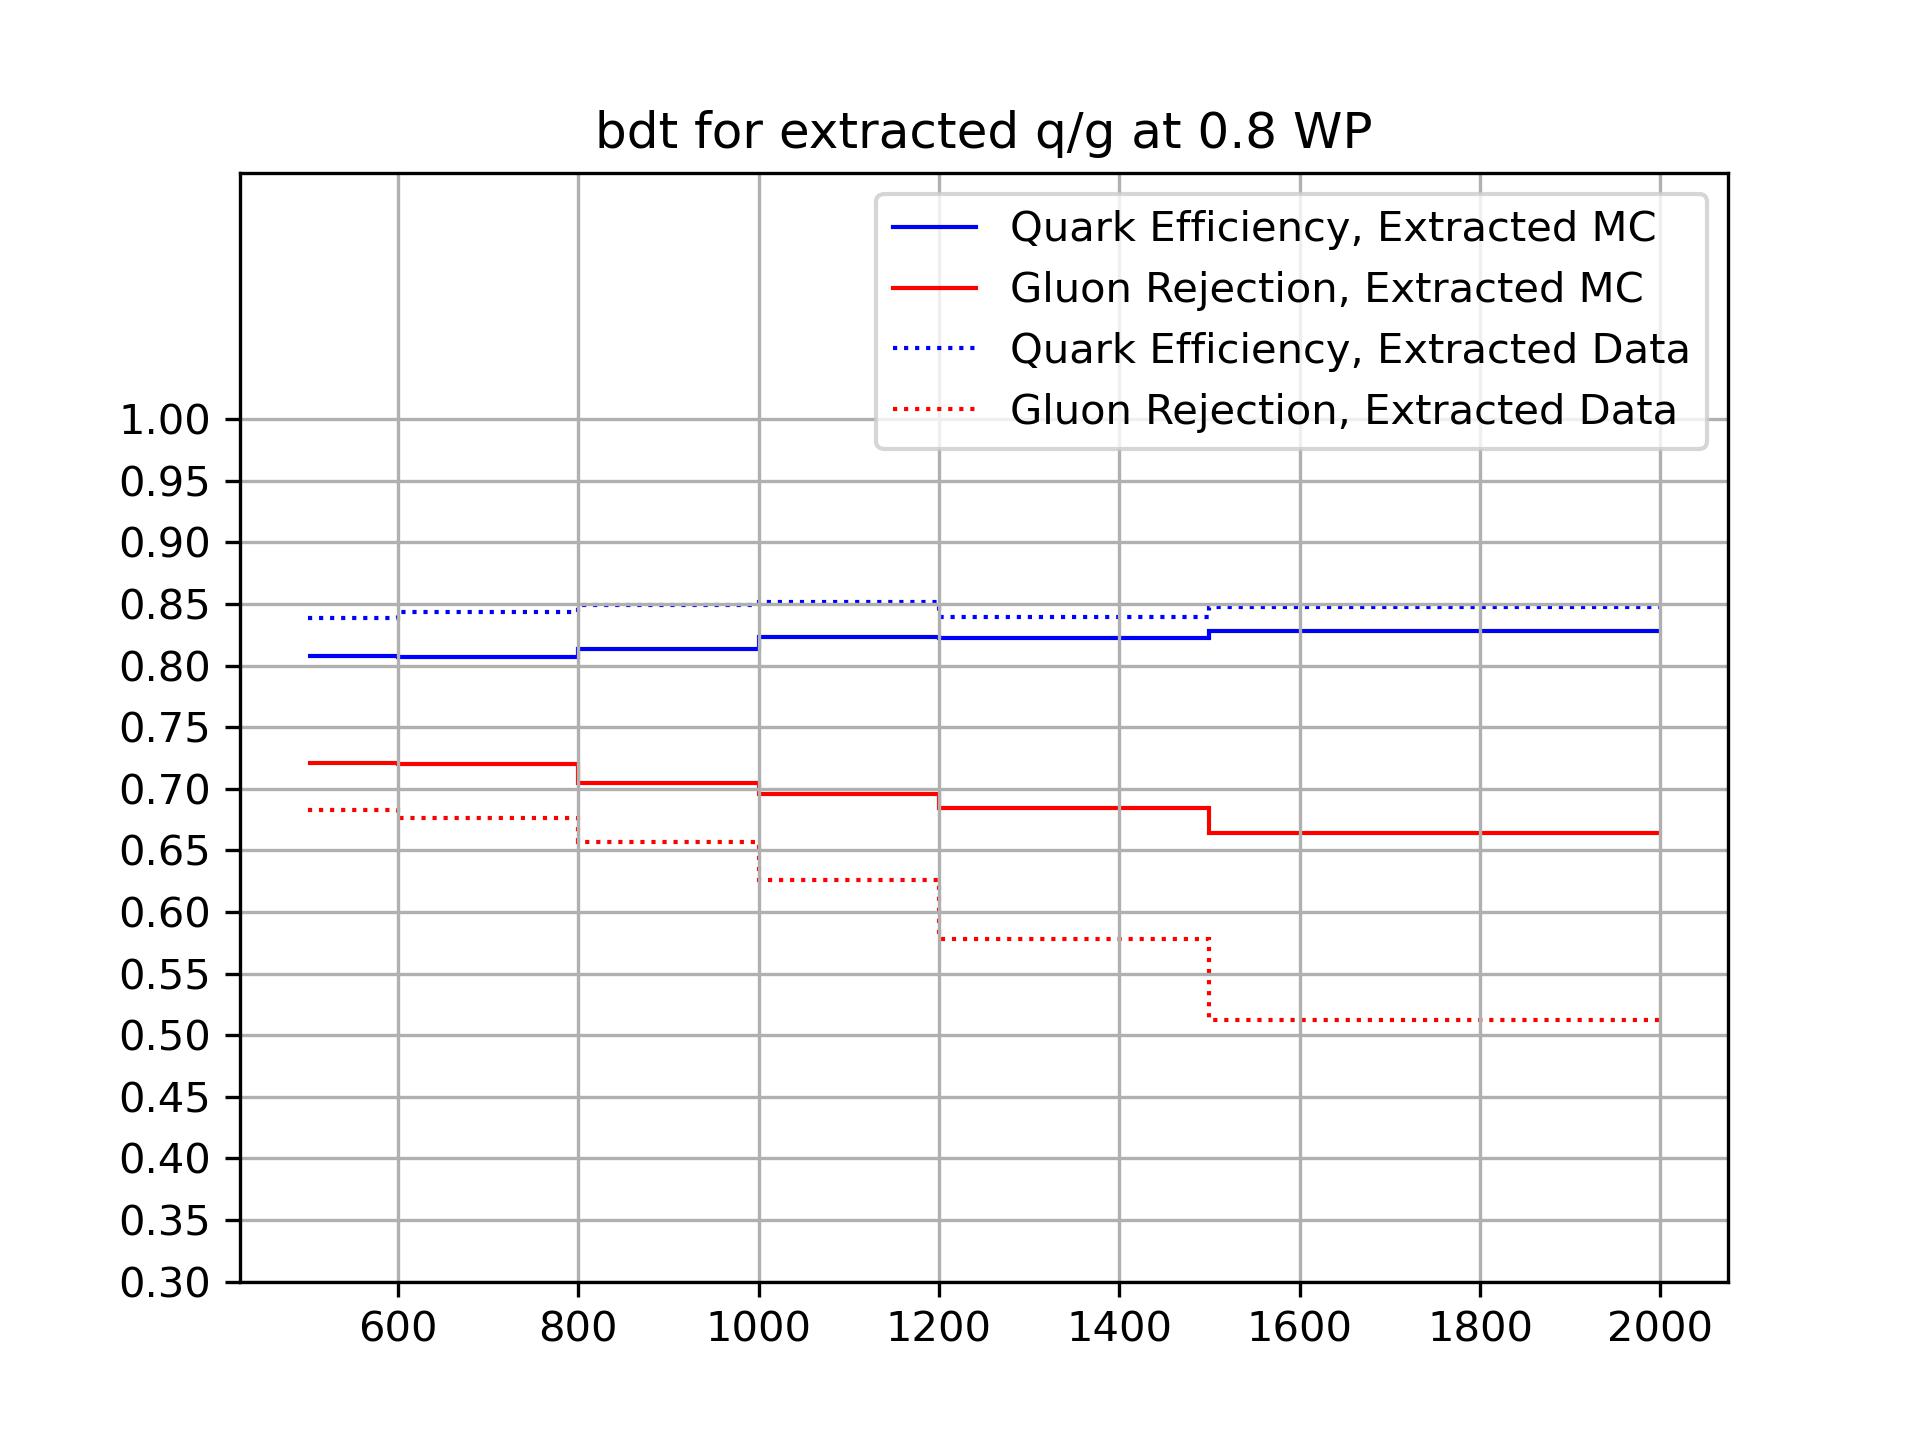 bdt for extracted q/g at 0.8 WP
Quark Efficiency, Extracted MC
Gluon Rejection, Extracted MC
Quark Efficiency, Extracted Data
Gluon Rejection, Extracted Data
1.00
0.95
0.90
0.85
0.80
0.75
0.70
0.65
0.60
0.55
0.50
0.45
0.40
0.35
0.30
600 800 1000 1200 1400 1600 1800 2000